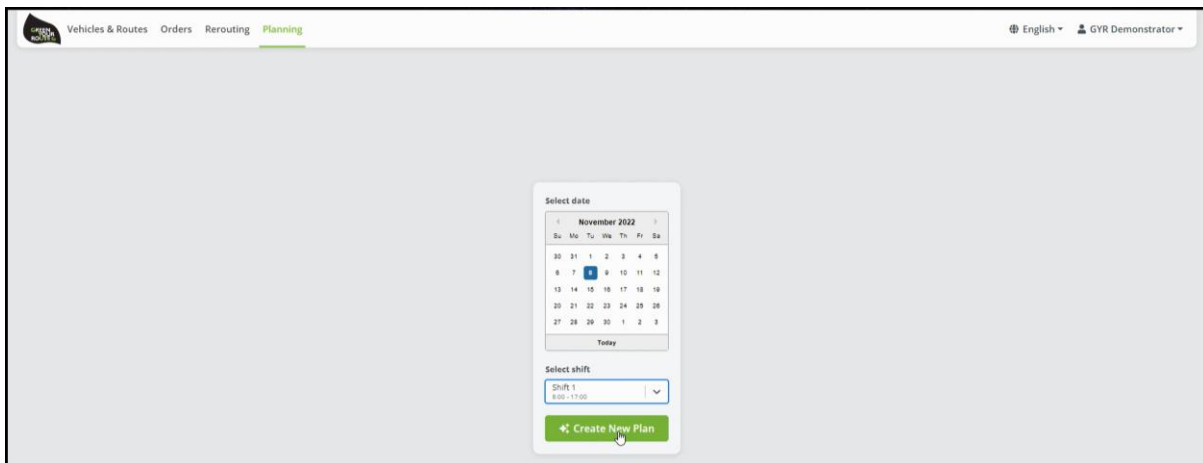 GREEN YOUR ROUTE Vehicles & Routes Orders Rerouting Planning English GYR Demonstrator
Select date
November 2022
Su Mo Tu We Th Fr Sa
30 31 1 2 3 4 5
6 7 8 9 10 11 12
13 14 15 16 17 18 19
20 21 22 23 24 25 26
27 28 29 30 1 2 3
Today
Select shift
Shift 1
8:00 - 17:00
Create New Plan